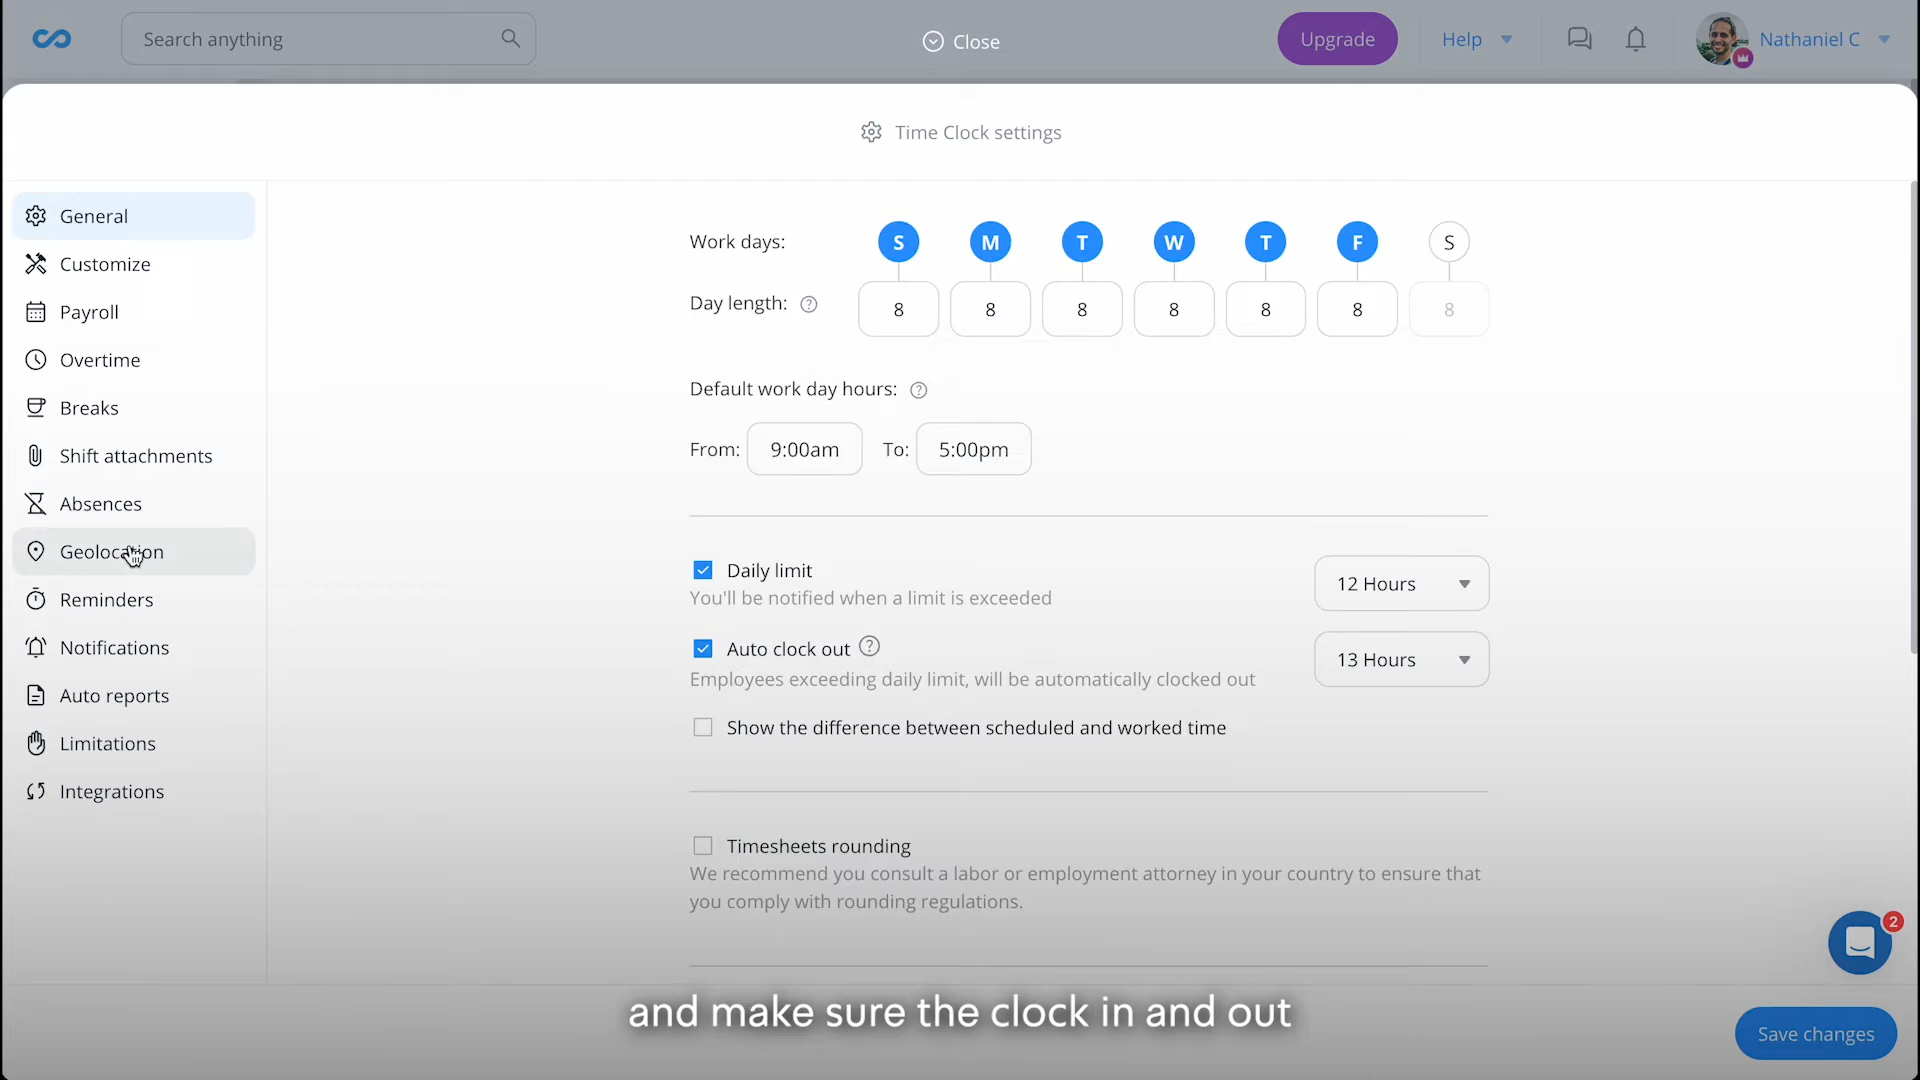 Search anything
Close
Upgrade
Help
Nathaniel C
Time Clock settings
General
Customize
Payroll
Overtime
Breaks
Shift attachments
Absences
Geolocation
Reminders
Notifications
Auto reports
Limitations
Integrations
Work days: S M T W T F S
Day length: ? 8 8 8 8 8 8 8
Default work day hours: ?
From: 9:00am To: 5:00pm
Daily limit 12 Hours
You'll be notified when a limit is exceeded
Auto clock out ? 13 Hours
Employees exceeding daily limit, will be automatically clocked out
Show the difference between scheduled and worked time
Timesheets rounding
We recommend you consult a labor or employment attorney in your country to ensure that
you comply with rounding regulations.
2
and make sure the clock in and out
Save changes